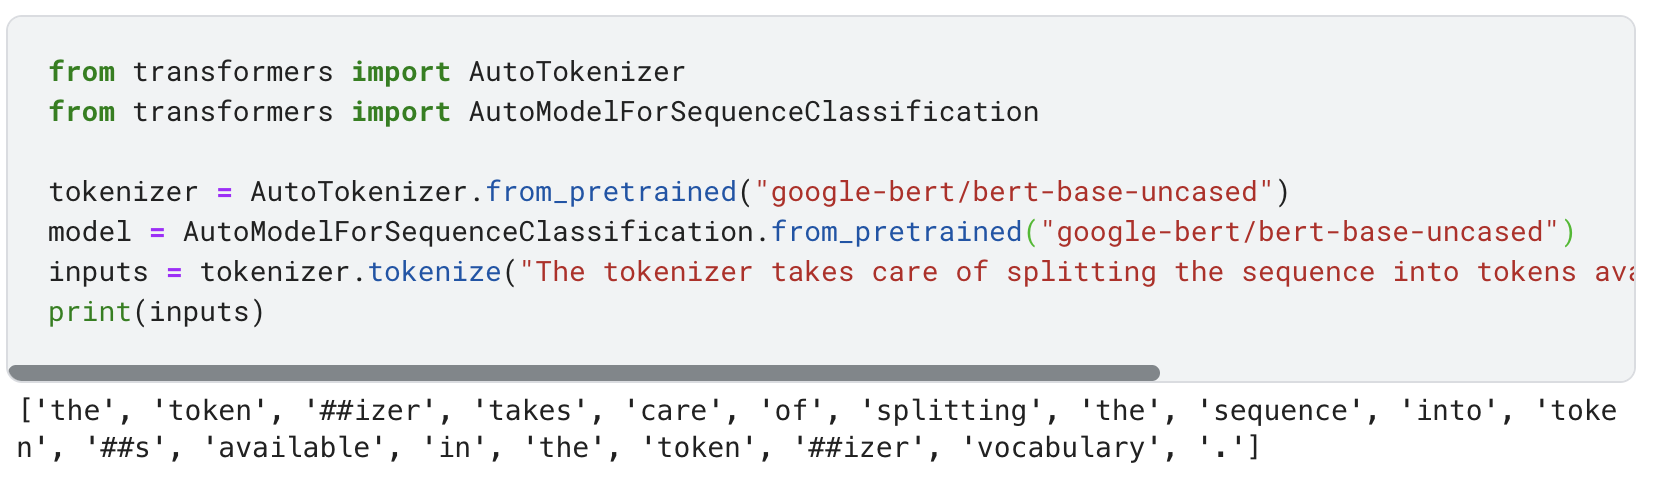 from transformers import AutoTokenizer
from transformers import AutoModelForSequenceClassification
tokenizer = AutoTokenizer.from_pretrained("google-bert/bert-base-uncased")
model = AutoModelForSequenceClassification.from_pretrained("google-bert/bert-base-uncased")
inputs = tokenizer.tokenize("The tokenizer takes care of splitting the sequence into tokens ava
print(inputs)
['the', 'token', '##izer', 'takes', 'care', 'of', 'splitting', 'the', 'sequence', 'into', 'toke
n', '##s', 'available', 'in', 'the', 'token', '##izer', 'vocabulary', '.']